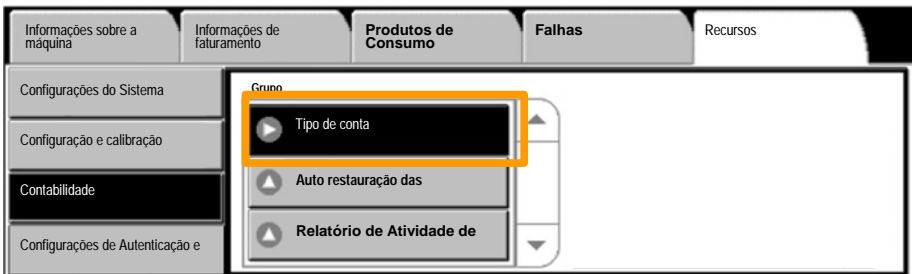 Informações sobre a
máquina
Informações de
faturamento
Produtos de
Consumo
Falhas
Recursos
Configurações do Sistema
Configuração e calibração
Contabilidade
Configurações de Autenticação e
Grupo
Tipo de conta
Auto restauração das
Relatório de Atividade de